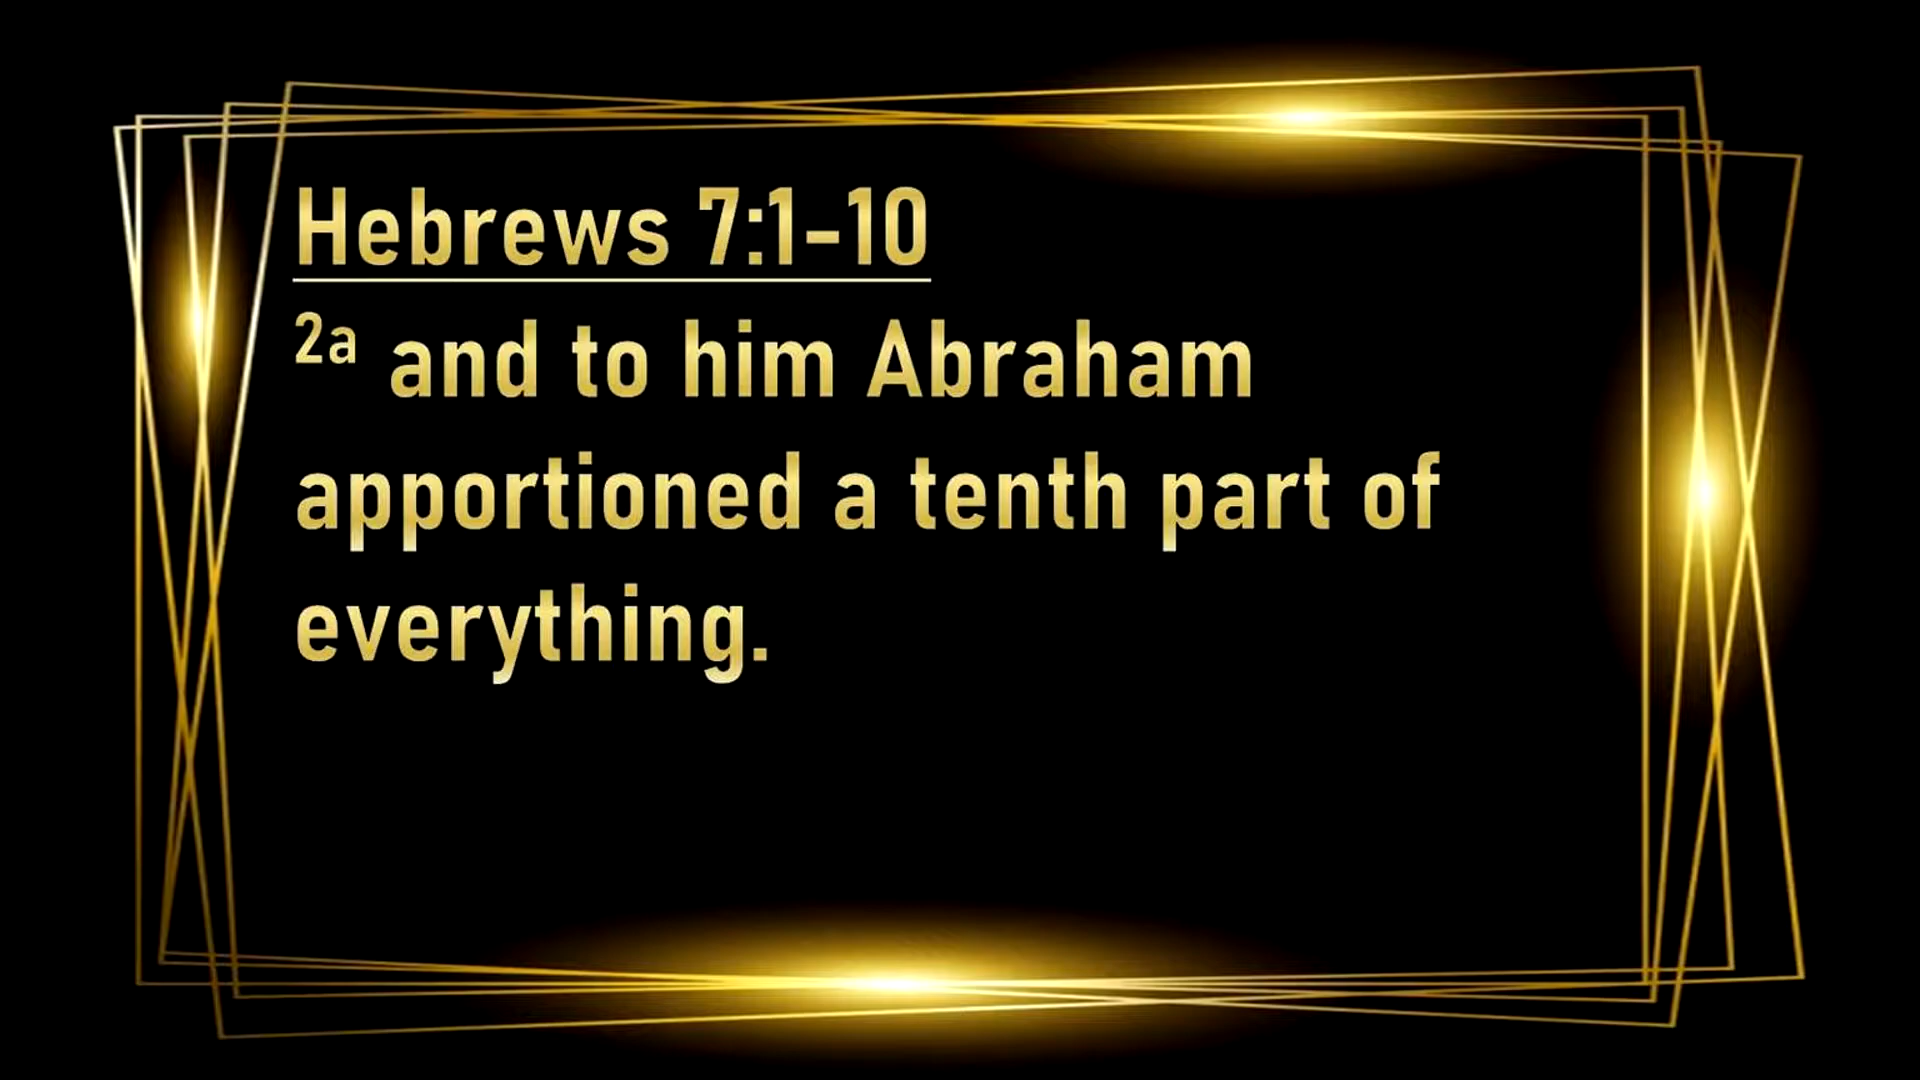 Hebrews 7:1-10
2a and to him Abraham
apportioned a tenth part of
everything.